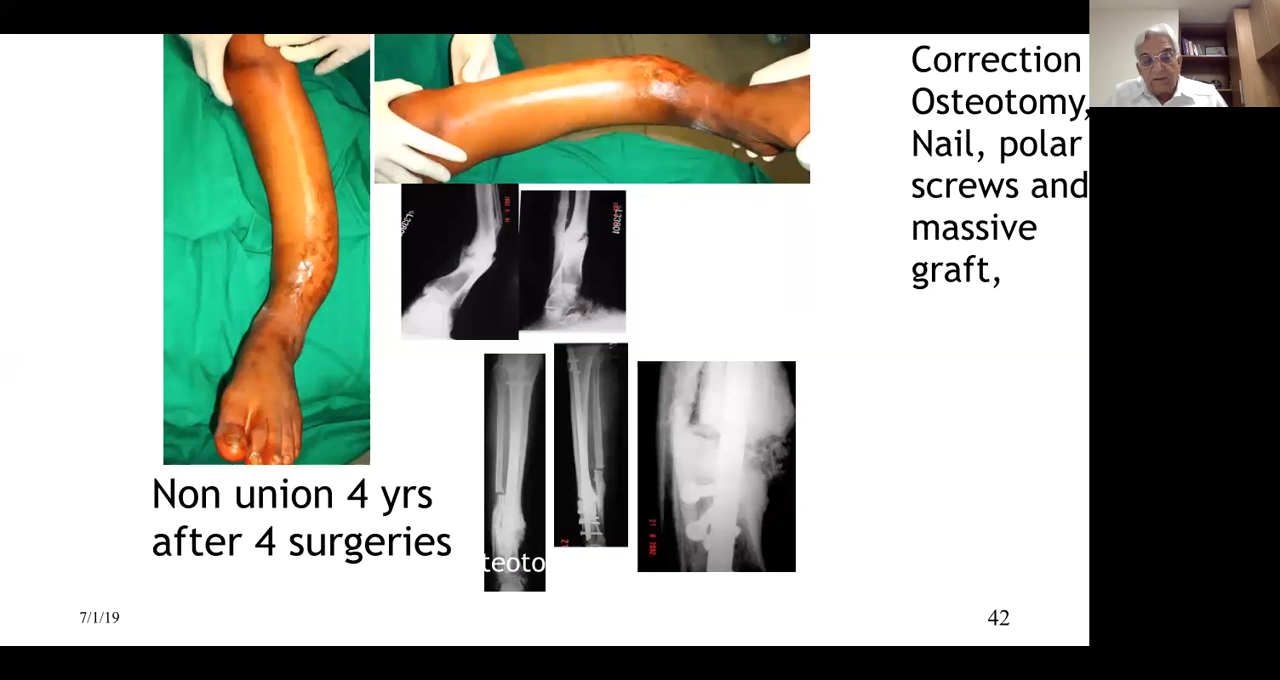 Correction
Osteotomy,
Nail, polar
screws and
massive
graft,
Non union 4 yrs
after 4 surgeries
teoto
7/1/19
42